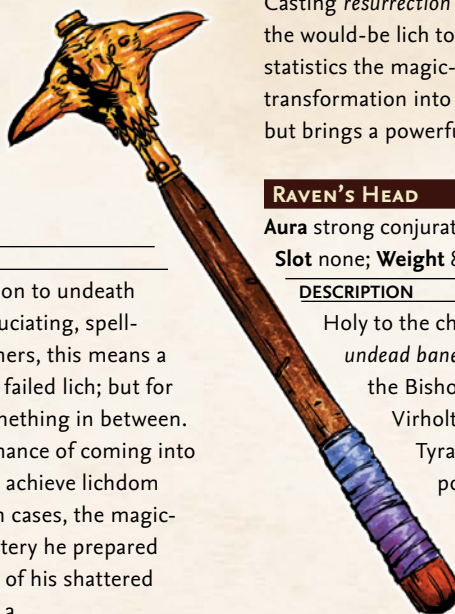 on to undeath
uciating, spell-
ners, this means a
failed lich; but for
mething in between.
nance of coming into
achieve lichdom
n cases, the magic-
tery he prepared
of his shattered
a
Casting resurrection
the would-be lich to
statistics the magic-
transformation into
but brings a powerfu
Raven's Head
Aura strong conjurat
Slot none; Weight 8
DESCRIPTION
Holy to the ch
undead bane
the Bisho
Virholt
Tyra
po